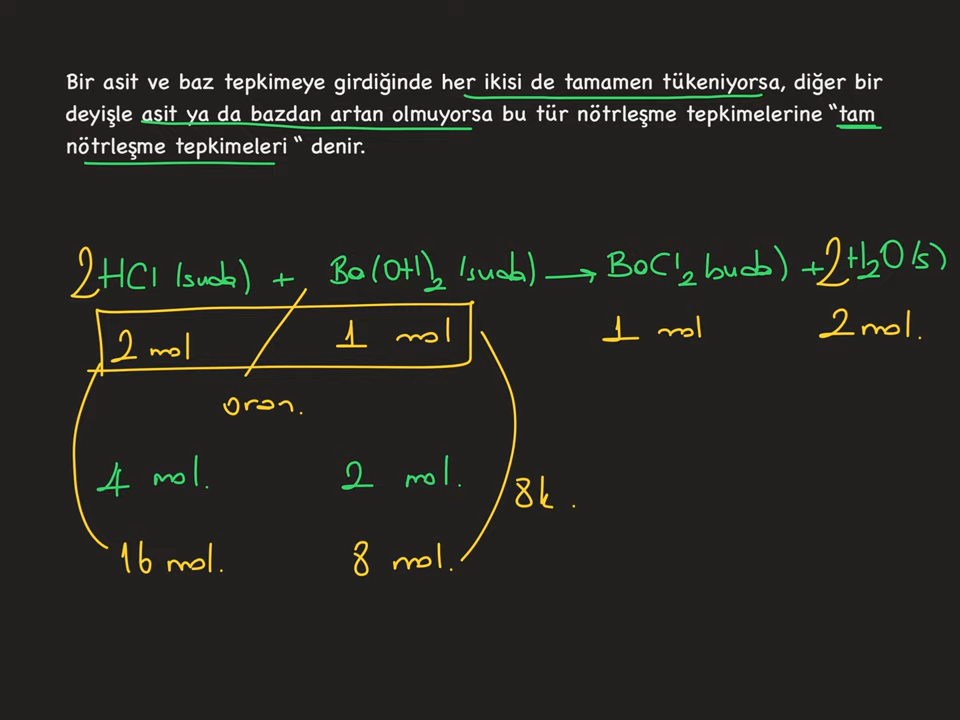 Bir asit ve baz tepkimeye girdiğinde her ikisi de tamamen tükeniyorsa, diğer bir
deyişle asit ya da bazdan artan olmuyorsa bu tür nötrleşme tepkimelerine “tam
nötrleşme tepkimeleri “ denir.
2HCl (suda) + Ba(OH)2 (suda) → BaCl2 (suda) + 2H2O(s)
2 mol 1 mol 1 mol 2 mol.
oran.
4 mol. 2 mol.
8k.
16 mol. 8 mol.